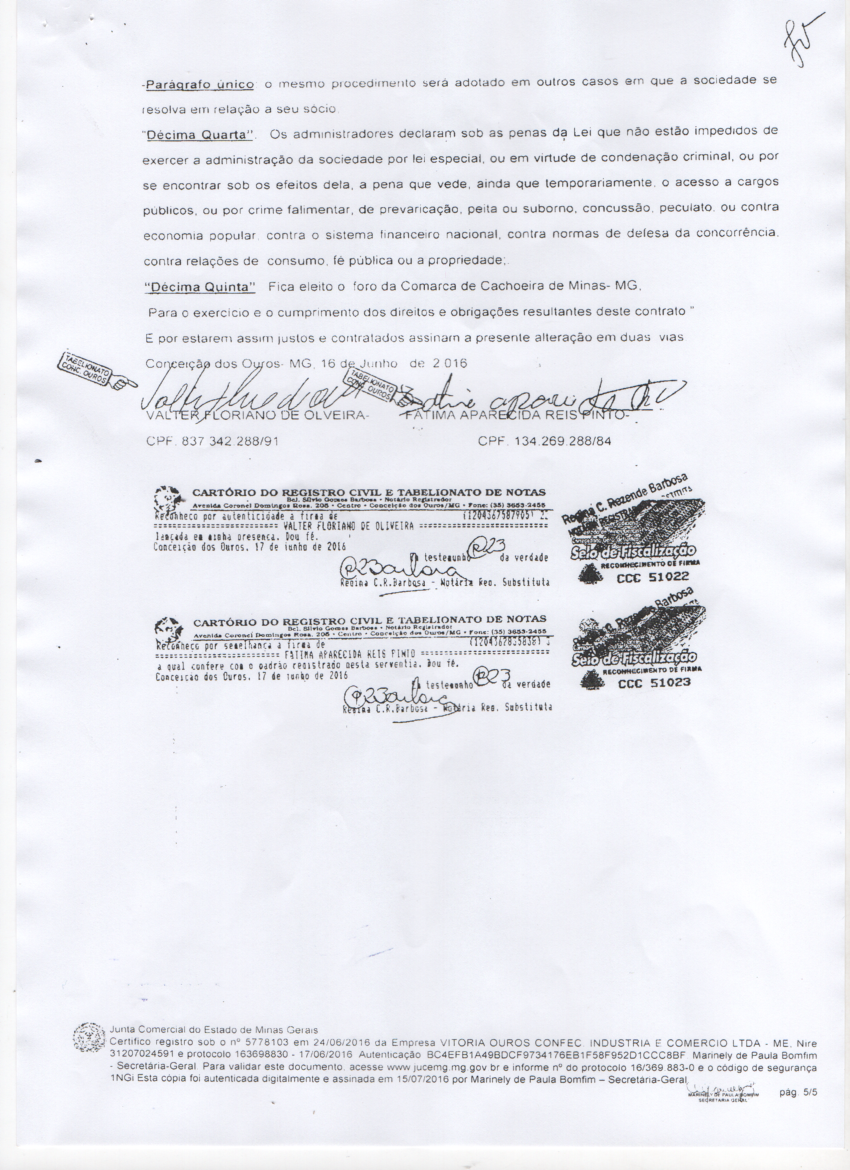 -Parágrafo único o mesmo procedimento será adotado em outros casos em que a sociedade se
resolva em relação a seu sócio.
"Décima Quarta". Os administradores declaram sob as penas da Lei que não estão impedidos de
exercer a administração da sociedade por lei especial, ou em virtude de condenação criminal, ou por
se encontrar sob os efeitos dela, a pena que vede, ainda que temporariamente, o acesso a cargos
públicos, ou por crime falimentar, de prevaricação, peita ou suborno, concussão, peculato, ou contra
economia popular, contra o sistema financeiro nacional, contra normas de defesa da concorrência,
contra relações de consumo, fé pública ou a propriedade;.
"Décima Quinta" Fica eleito o foro da Comarca de Cachoeira de Minas- MG,
Para o exercício e o cumprimento dos direitos e obrigações resultantes deste contrato "
E por estarem assim justos e contratados assinam a presente alteração em duas vias
Conceição dos Ouros- MG, 16 de Junho de 2.016
TABELIONATO
CONC. OUROS
TABELIONATO
CONC. OUROS
VALTER FLORIANO DE OLVEIRA- FATIMA APARECIDA REIS PINTO-
CPF. 837.342.288/91 CPF. 134.269.288/84
CARTÓRIO DO REGISTRO CIVIL E TABELIONATO DE NOTAS
Bel. Silvio Gomes Barbosa • Notário Registrador
Avenida Coronel Domingos Ross, 205 • Centro • Conceição dos Ouros/MG • Fone: (35) 3653-2455
Reconheço por autenticidade a firma de
VALTER FLORIANO DE OLIVEIRA
lançada em minha presença. Dou fé.
Conceição dos Ouros, 17 de junho de 2016
Em testemunho da verdade
Regina C.R.Barbosa - Notária Reg. Substituta
Regina C. Rezende Barbosa
Selo de Fiscalização
RECONHECIMENTO DE FIRMA
CCC 51022
CARTÓRIO DO REGISTRO CIVIL E TABELIONATO DE NOTAS
Bel. Silvio Gomes Barbosa • Notário Registrador
Avenida Coronel Domingos Ross, 205 • Centro • Conceição dos Ouros/MG • Fone: (35) 3653-2455
Reconheço por semelhança a firma de
FATIMA APARECIDA REIS PINTO
a qual confere com o padrão registrado nesta serventia. Dou fé.
Conceição dos Ouros, 17 de junho de 2016
Em testemunho da verdade
Regina C.R.Barbosa - Notária Reg. Substituta
Barbosa
Selo de Fiscalização
RECONHECIMENTO DE FIRMA
CCC 51023
Junta Comercial do Estado de Minas Gerais
Certifico registro sob o nº 5778103 em 24/06/2016 da Empresa VITORIA OUROS CONFEC. INDUSTRIA E COMERCIO LTDA - ME, Nire
31207024591 e protocolo 163698830 - 17/06/2016. Autenticação: BC4EFB1A49BDCF9734176EB1F58F952D1CCC8BF. Marinely de Paula Bomfim
- Secretária-Geral. Para validar este documento, acesse www.jucemg.mg.gov.br e informe nº do protocolo 16/369.883-0 e o código de segurança
1NGi Esta cópia foi autenticada digitalmente e assinada em 15/07/2016 por Marinely de Paula Bomfim – Secretária-Geral.
MARINELY DE PAULA BOMFIM
SECRETÁRIA GERAL
pág. 5/5